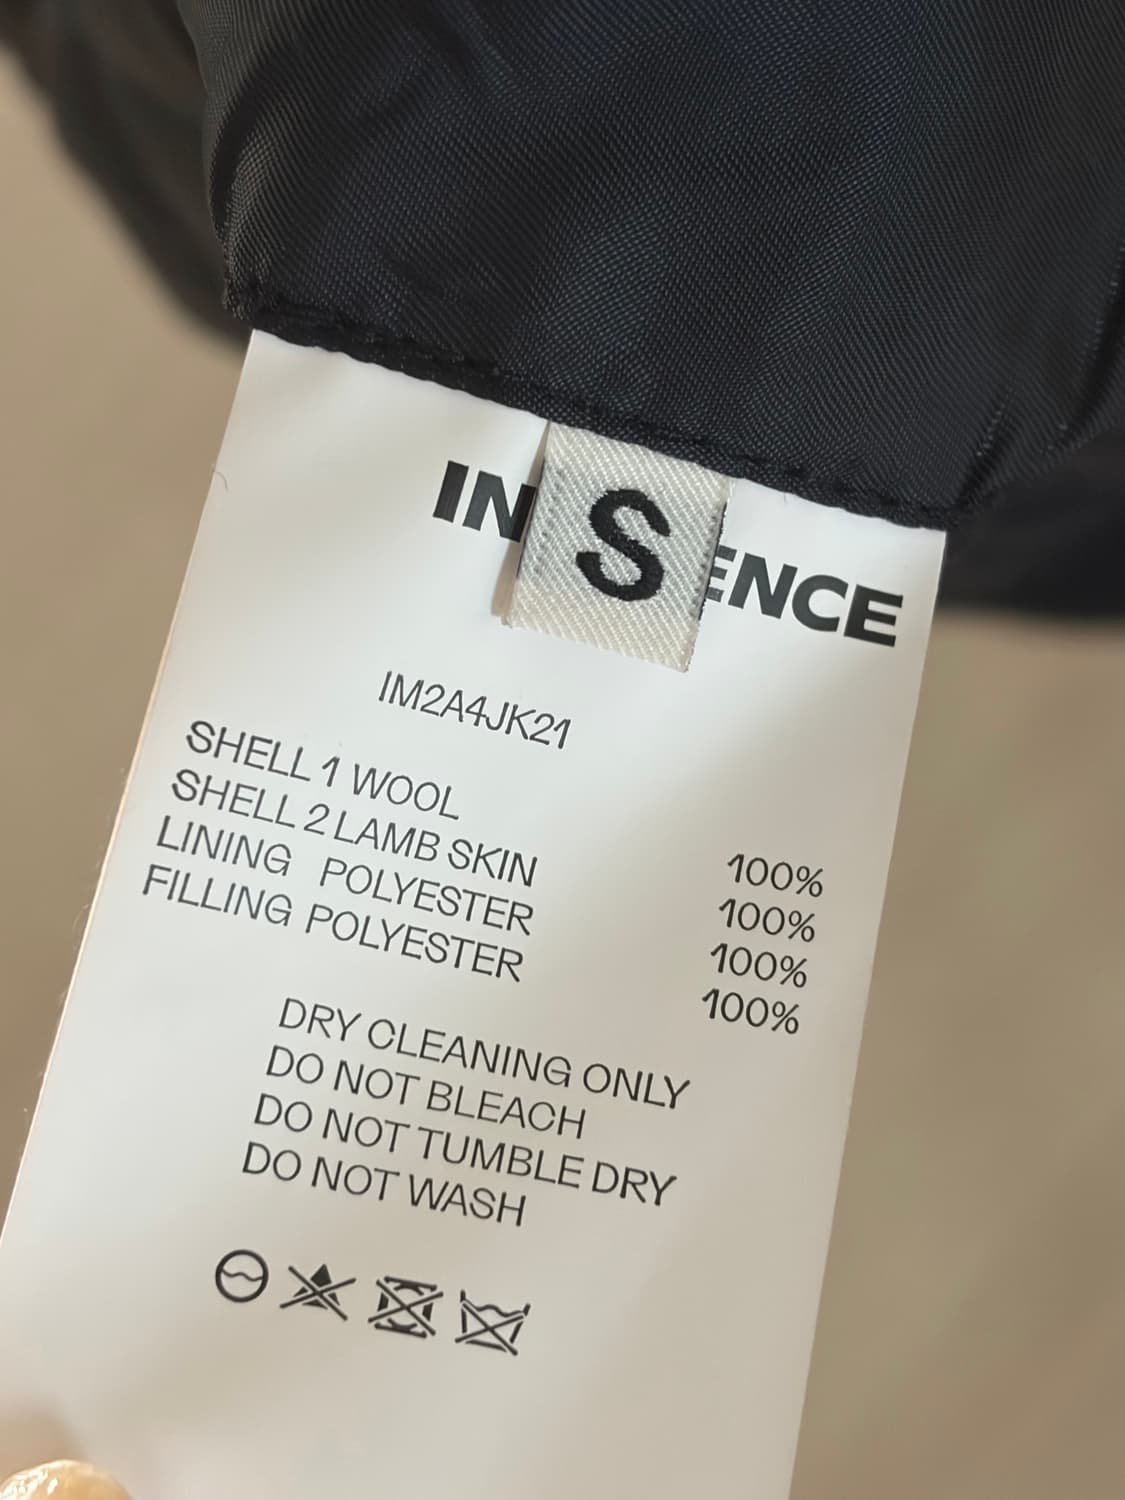 IN
S
ENCE
IM2A4JK21
SHELL 1 WOOL 100%
SHELL 2 LAMB SKIN 100%
LINING POLYESTER 100%
FILLING POLYESTER 100%
DRY CLEANING ONLY
DO NOT BLEACH
DO NOT TUMBLE DRY
DO NOT WASH